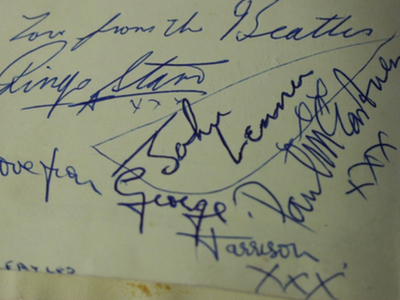 Love from The Beatles
Ringo Starr
xxx
John Lennon
Paul McCartney
xxx
love from George
Harrison
xxx